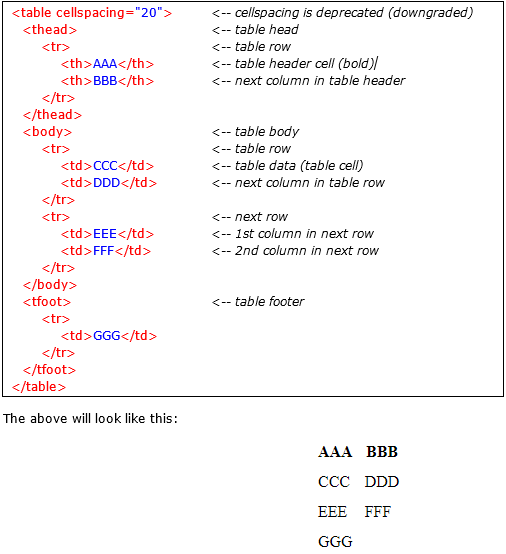 <table cellspacing="20"> <-- cellspacing is deprecated (downgraded)
<thead> <-- table head
<tr> <-- table row
<th>AAA</th> <-- table header cell (bold)
<th>BBB</th> <-- next column in table header
</tr>
</thead>
<body> <-- table body
<tr> <-- table row
<td>CCC</td> <-- table data (table cell)
<td>DDD</td> <-- next column in table row
</tr>
<tr> <-- next row
<td>EEE</td> <-- 1st column in next row
<td>FFF</td> <-- 2nd column in next row
</tr>
</body>
<tfoot> <-- table footer
<tr>
<td>GGG</td>
</tr>
</tfoot>
</table>
The above will look like this:
AAA BBB
CCC DDD
EEE FFF
GGG